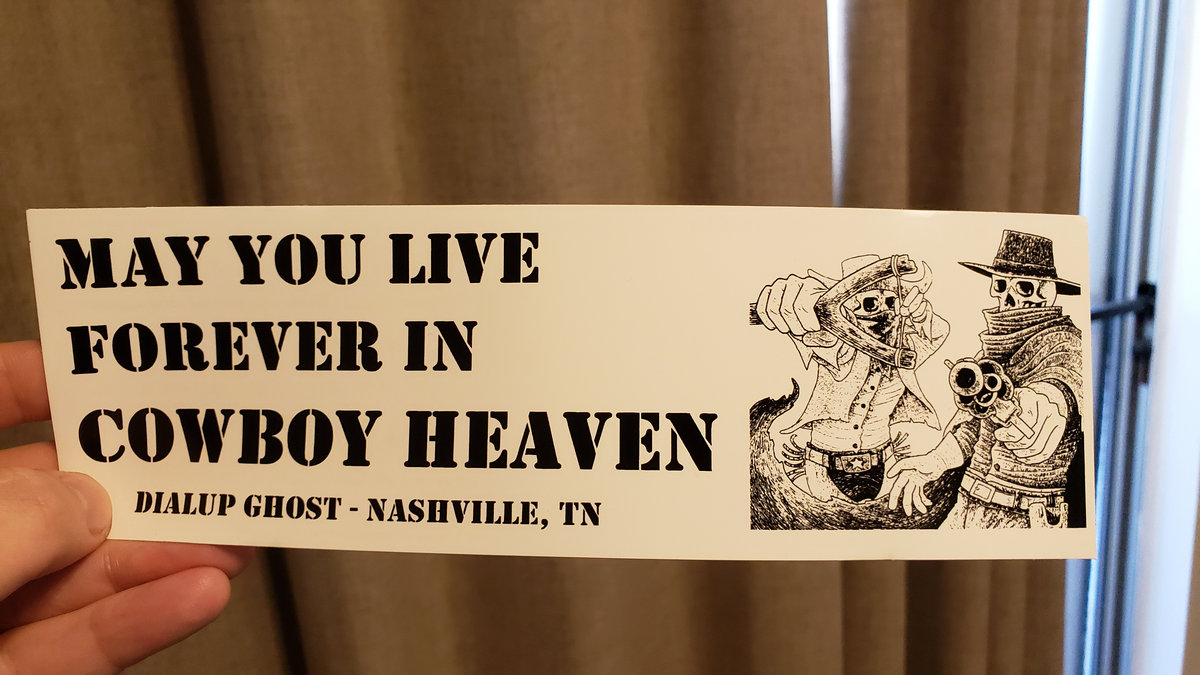 MAY YOU LIVE
FOREVER IN
COWBOY HEAVEN
DIALUP GHOST - NASHVILLE, TN